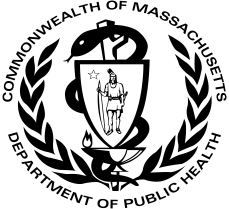 COMMONWEALTH OF MASSACHUSETTS
DEPARTMENT OF PUBLIC HEALTH